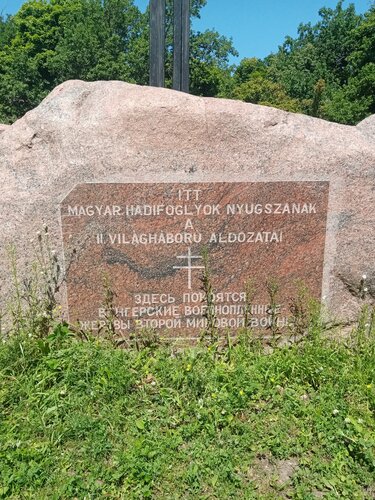 ITT
MAGYAR HADIFOGLYOK NYUGSZANAK
A
II. VILAGHABORU ALDOZATAI
ЗДЕСЬ ПОКОЯТСЯ
ВЕНГЕРСКИЕ ВОЕННОПЛЕННЫЕ
ЖЕРТВЫ ВТОРОЙ МИРОВОЙ ВОЙНЫ